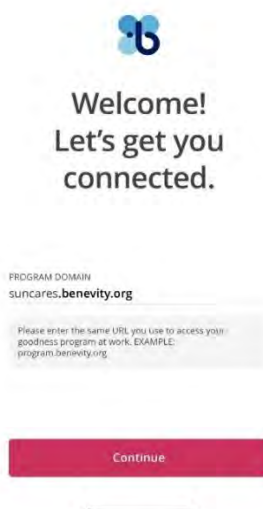 b
Welcome!
Let's get you
connected.
PROGRAM DOMAIN
suncares.benevity.org
Please enter the same URL you use to access your
goodness program at work. EXAMPLE:
program.benevity.org
Continue